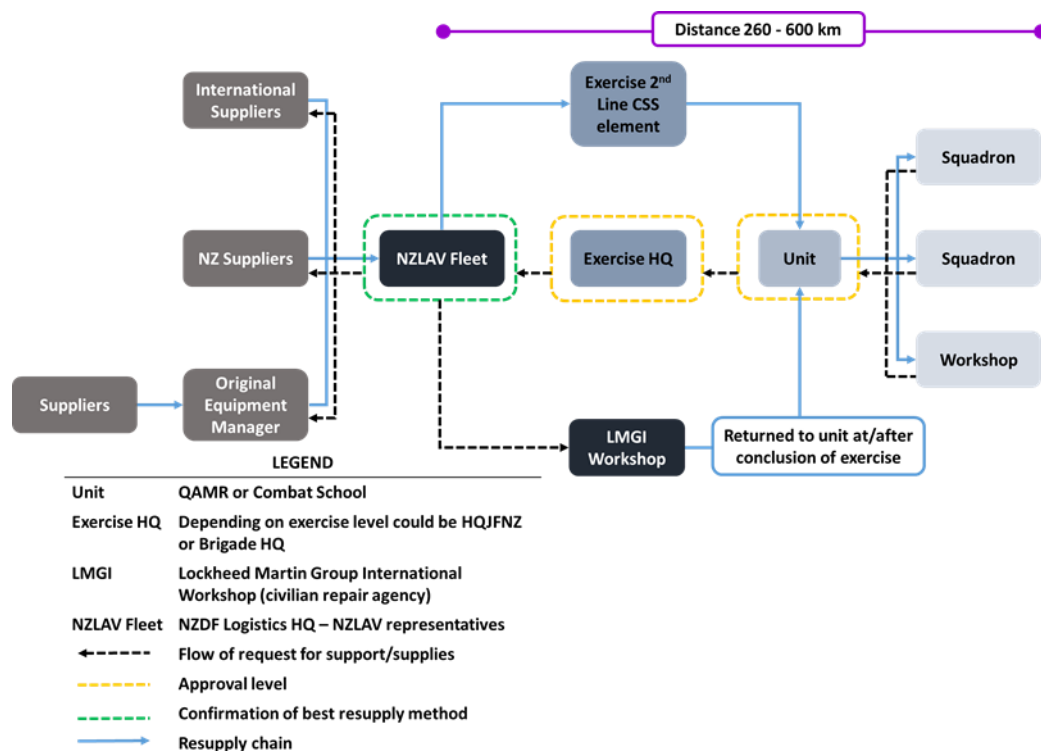 Distance 260 - 600 km
International
Suppliers
Exercise 2nd
Line CSS
element
Squadron
NZ Suppliers
NZLAV Fleet
Exercise HQ
Unit
Squadron
Workshop
Suppliers
Original
Equipment
Manager
LMGI
Workshop
Returned to unit at/after
conclusion of exercise
LEGEND
Unit QAMR or Combat School
Exercise HQ Depending on exercise level could be HQJFNZ
or Brigade HQ
LMGI Lockheed Martin Group International
Workshop (civilian repair agency)
NZLAV Fleet NZDF Logistics HQ – NZLAV representatives
Flow of request for support/supplies
Approval level
Confirmation of best resupply method
Resupply chain